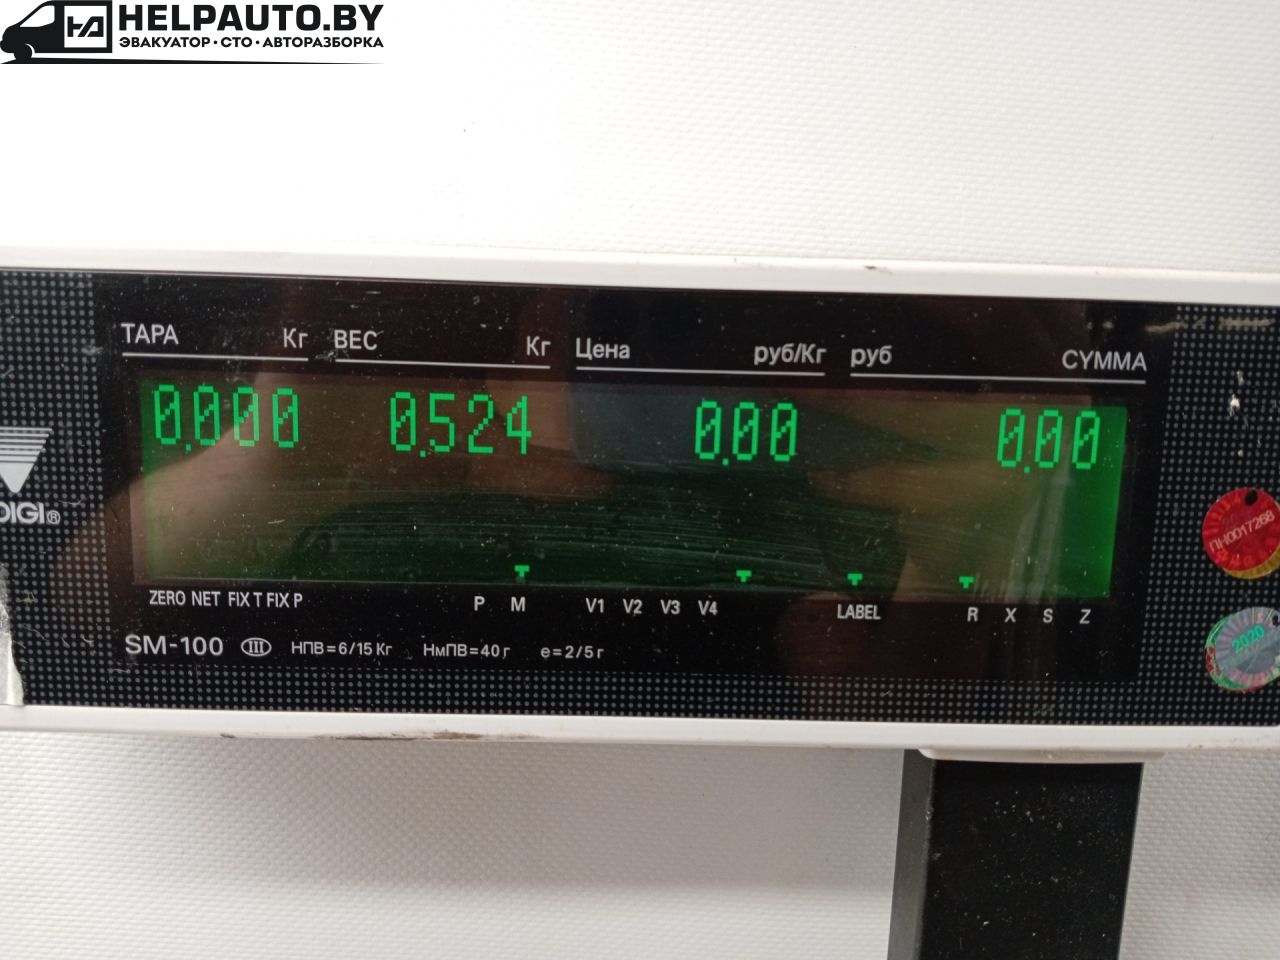 HELPAUTO.BY
ЭВАКУАТОР • СТО • АВТОРАЗБОРКА
ТАРА Кг ВЕС Кг Цена руб/Кг руб СУММА
0.000 0.524 0.00 0.00
DIGI®
ПН0017268
ZERO NET FIX T FIX P P M V1 V2 V3 V4 LABEL R X S Z
2020
SM-100 III НПВ=6/15 Кг НмПВ=40 г e=2/5 г